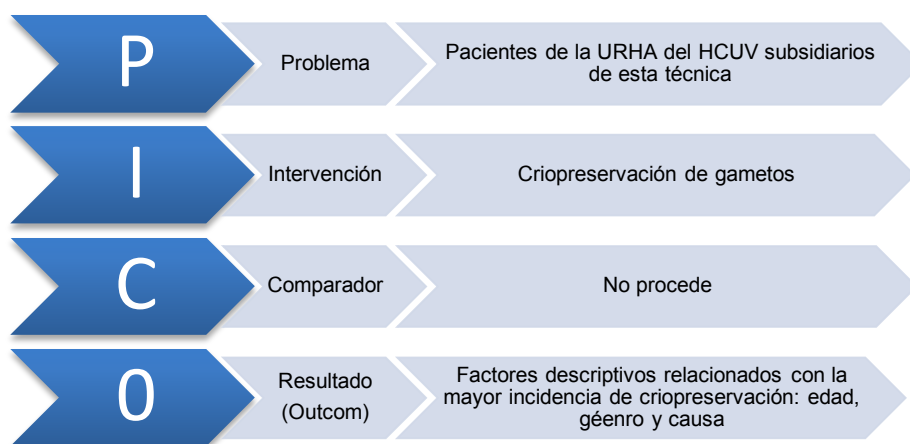 P
Problema
Pacientes de la URHA del HCUV subsidiarios
de esta técnica
I
Intervención
Criopreservación de gametos
C
Comparador
No procede
0
Resultado
(Outcom)
Factores descriptivos relacionados con la
mayor incidencia de criopreservación: edad,
géenro y causa